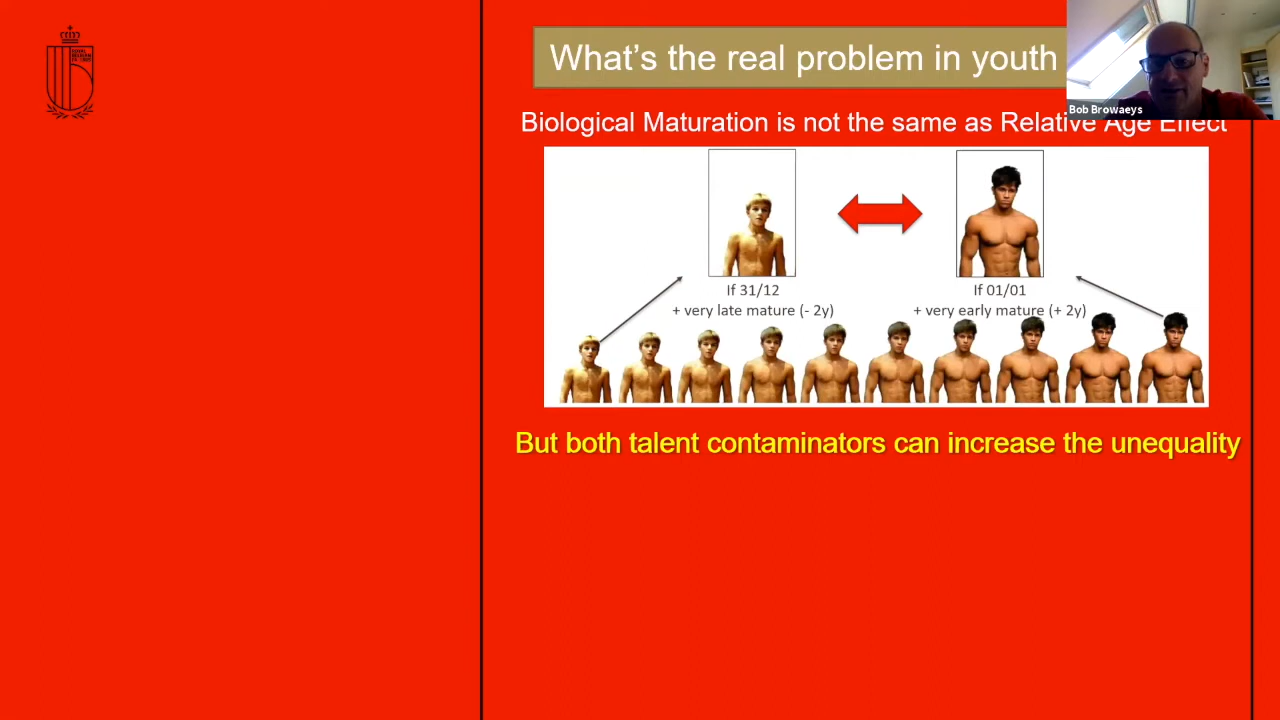 What's the real problem in youth
Bob Browaeys
Biological Maturation is not the same as Relative Age Effect
If 31/12
+ very late mature (- 2y)
If 01/01
+ very early mature (+ 2y)
But both talent contaminators can increase the unequality